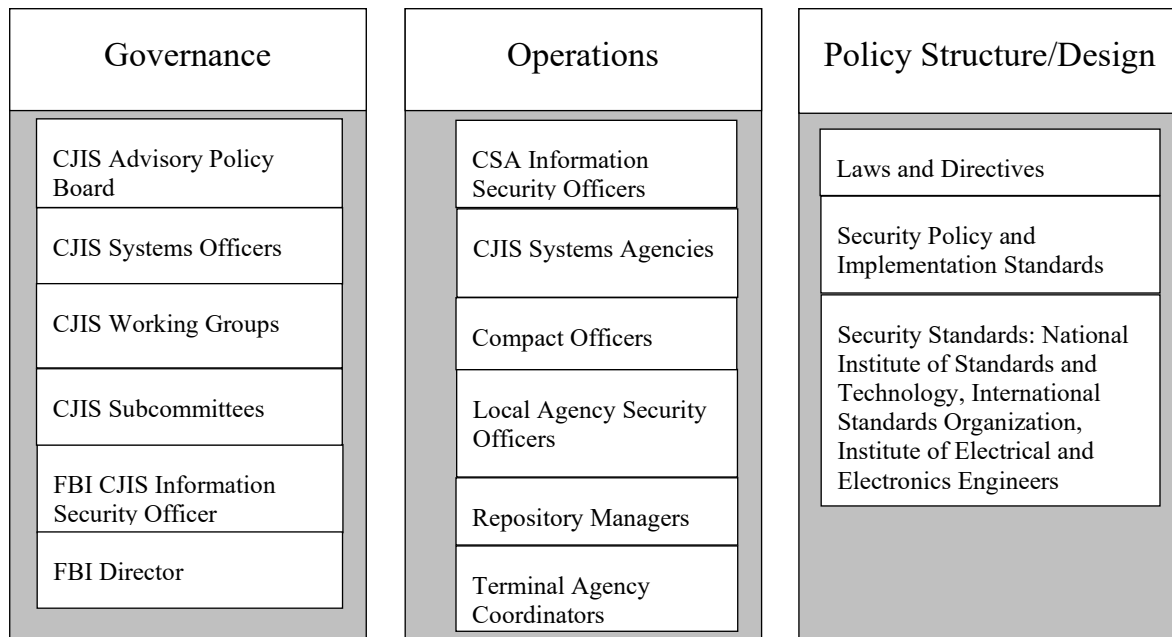 Governance
CJIS Advisory Policy
Board
CJIS Systems Officers
CJIS Working Groups
CJIS Subcommittees
FBI CJIS Information
Security Officer
FBI Director
Operations
CSA Information
Security Officers
CJIS Systems Agencies
Compact Officers
Local Agency Security
Officers
Repository Managers
Terminal Agency
Coordinators
Policy Structure/Design
Laws and Directives
Security Policy and
Implementation Standards
Security Standards: National
Institute of Standards and
Technology, International
Standards Organization,
Institute of Electrical and
Electronics Engineers